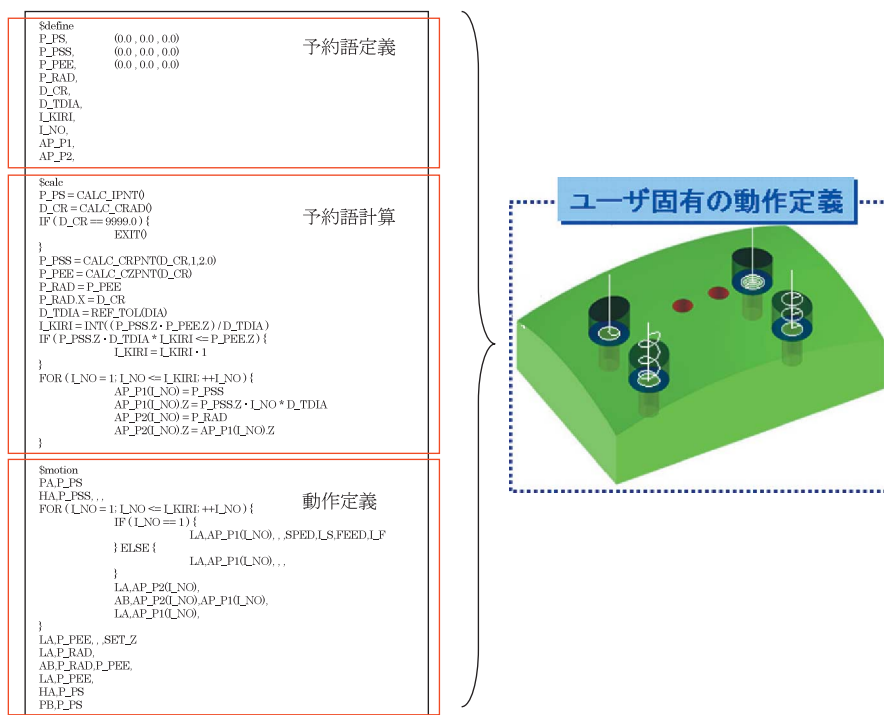 $define
P_PS, (0.0 , 0.0 , 0.0)
P_PSS, (0.0 , 0.0 , 0.0)
P_PEE, (0.0 , 0.0 , 0.0)
P_RAD,
D_CR,
D_TDIA,
I_KIRI,
I_NO,
AP_P1,
AP_P2,
予約語定義
$calc
P_PS = CALC_IPNT()
D_CR = CALC_CRAD()
IF ( D_CR == 9999.0 ) {
EXIT()
}
P_PSS = CALC_CRPNT(D_CR,1,2.0)
P_PEE = CALC_CZPNT(D_CR)
P_RAD = P_PEE
P_RAD.X = D_CR
D_TDIA = REF_TOL(DIA)
I_KIRI = INT( ( P_PSS.Z - P_PEE.Z ) / D_TDIA )
IF ( P_PSS.Z - D_TDIA * I_KIRI <= P_PEE.Z ) {
I_KIRI = I_KIRI - 1
}
FOR ( I_NO = 1; I_NO <= I_KIRI; ++I_NO ) {
AP_P1(I_NO) = P_PSS
AP_P1(I_NO).Z = P_PSS.Z - I_NO * D_TDIA
AP_P2(I_NO) = P_RAD
AP_P2(I_NO).Z = AP_P1(I_NO).Z
}
予約語計算
$motion
PA,P_PS
HA,P_PSS, , ,
FOR ( I_NO = 1; I_NO <= I_KIRI; ++I_NO ) {
IF ( I_NO == 1 ) {
LA,AP_P1(I_NO), , ,SPED,I_S,FEED,I_F
} ELSE {
LA,AP_P1(I_NO), , ,
}
LA,AP_P2(I_NO),
AB,AP_P2(I_NO),AP_P1(I_NO),
LA,AP_P1(I_NO),
}
LA,P_PEE, , ,SET_Z
LA,P_RAD,
AB,P_RAD,P_PEE,
LA,P_PEE,
HA,P_PS
PB,P_PS
動作定義
ユーザ固有の動作定義